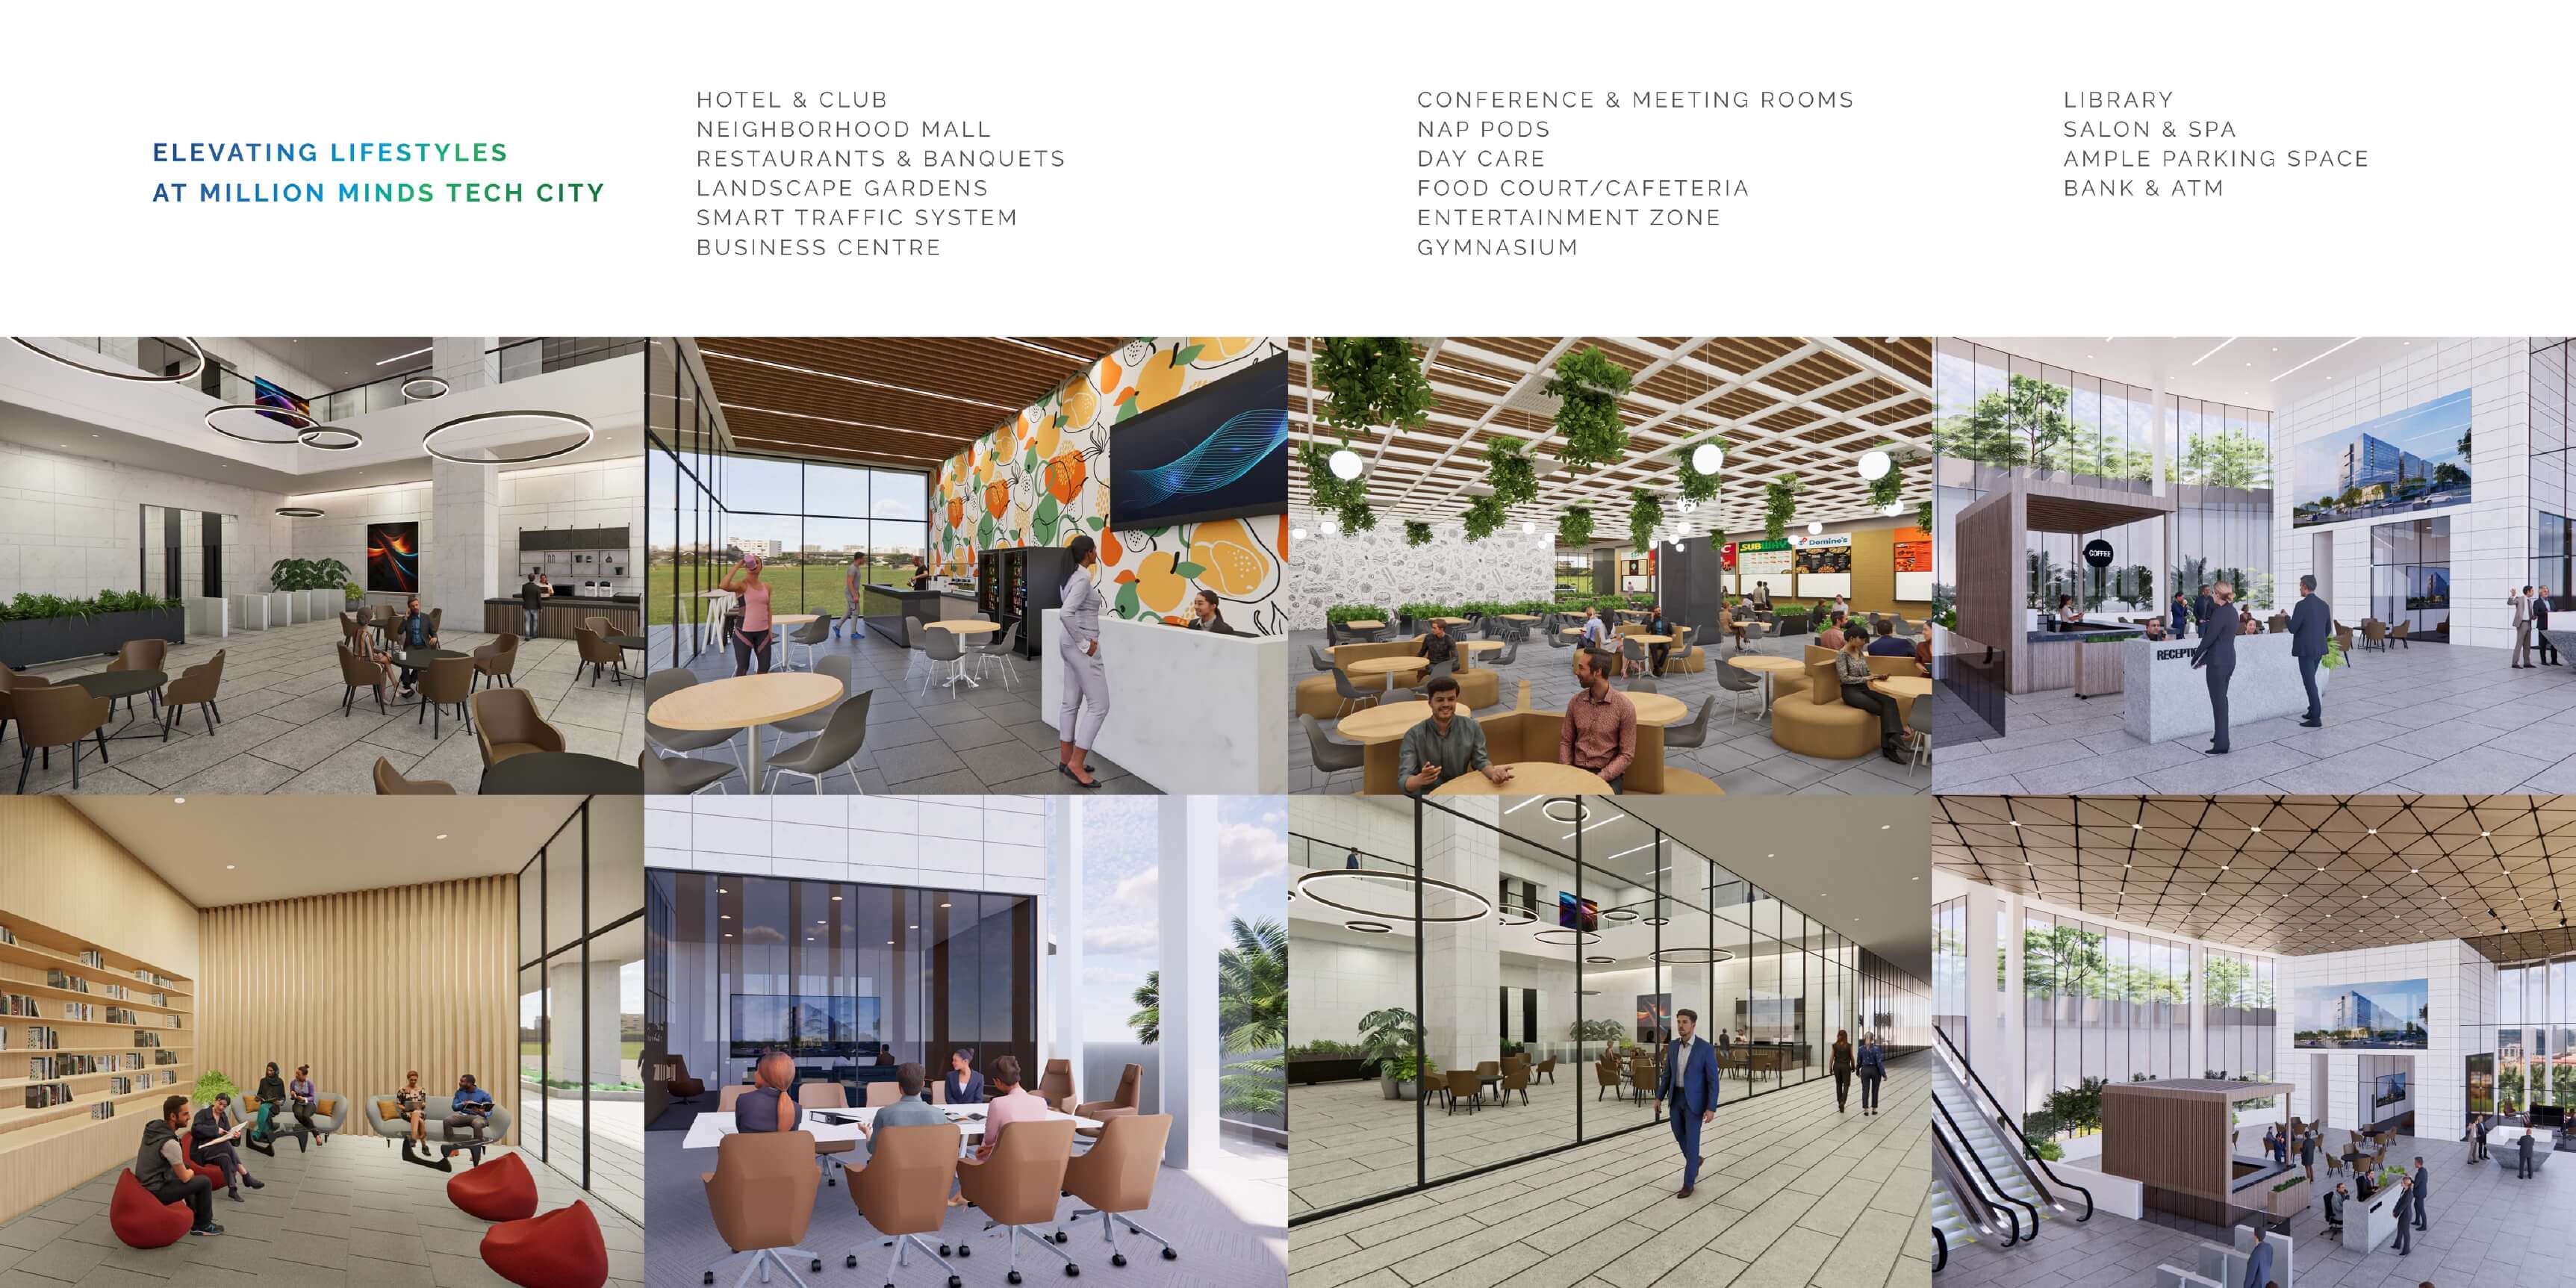 ELEVATING LIFESTYLES
AT MILLION MINDS TECH CITY
HOTEL & CLUB
NEIGHBORHOOD MALL
RESTAURANTS & BANQUETS
LANDSCAPE GARDENS
SMART TRAFFIC SYSTEM
BUSINESS CENTRE
CONFERENCE & MEETING ROOMS
NAP PODS
DAY CARE
FOOD COURT/CAFETERIA
ENTERTAINMENT ZONE
GYMNASIUM
LIBRARY
SALON & SPA
AMPLE PARKING SPACE
BANK & ATM
SUBWAY
Domino's
COFFEE